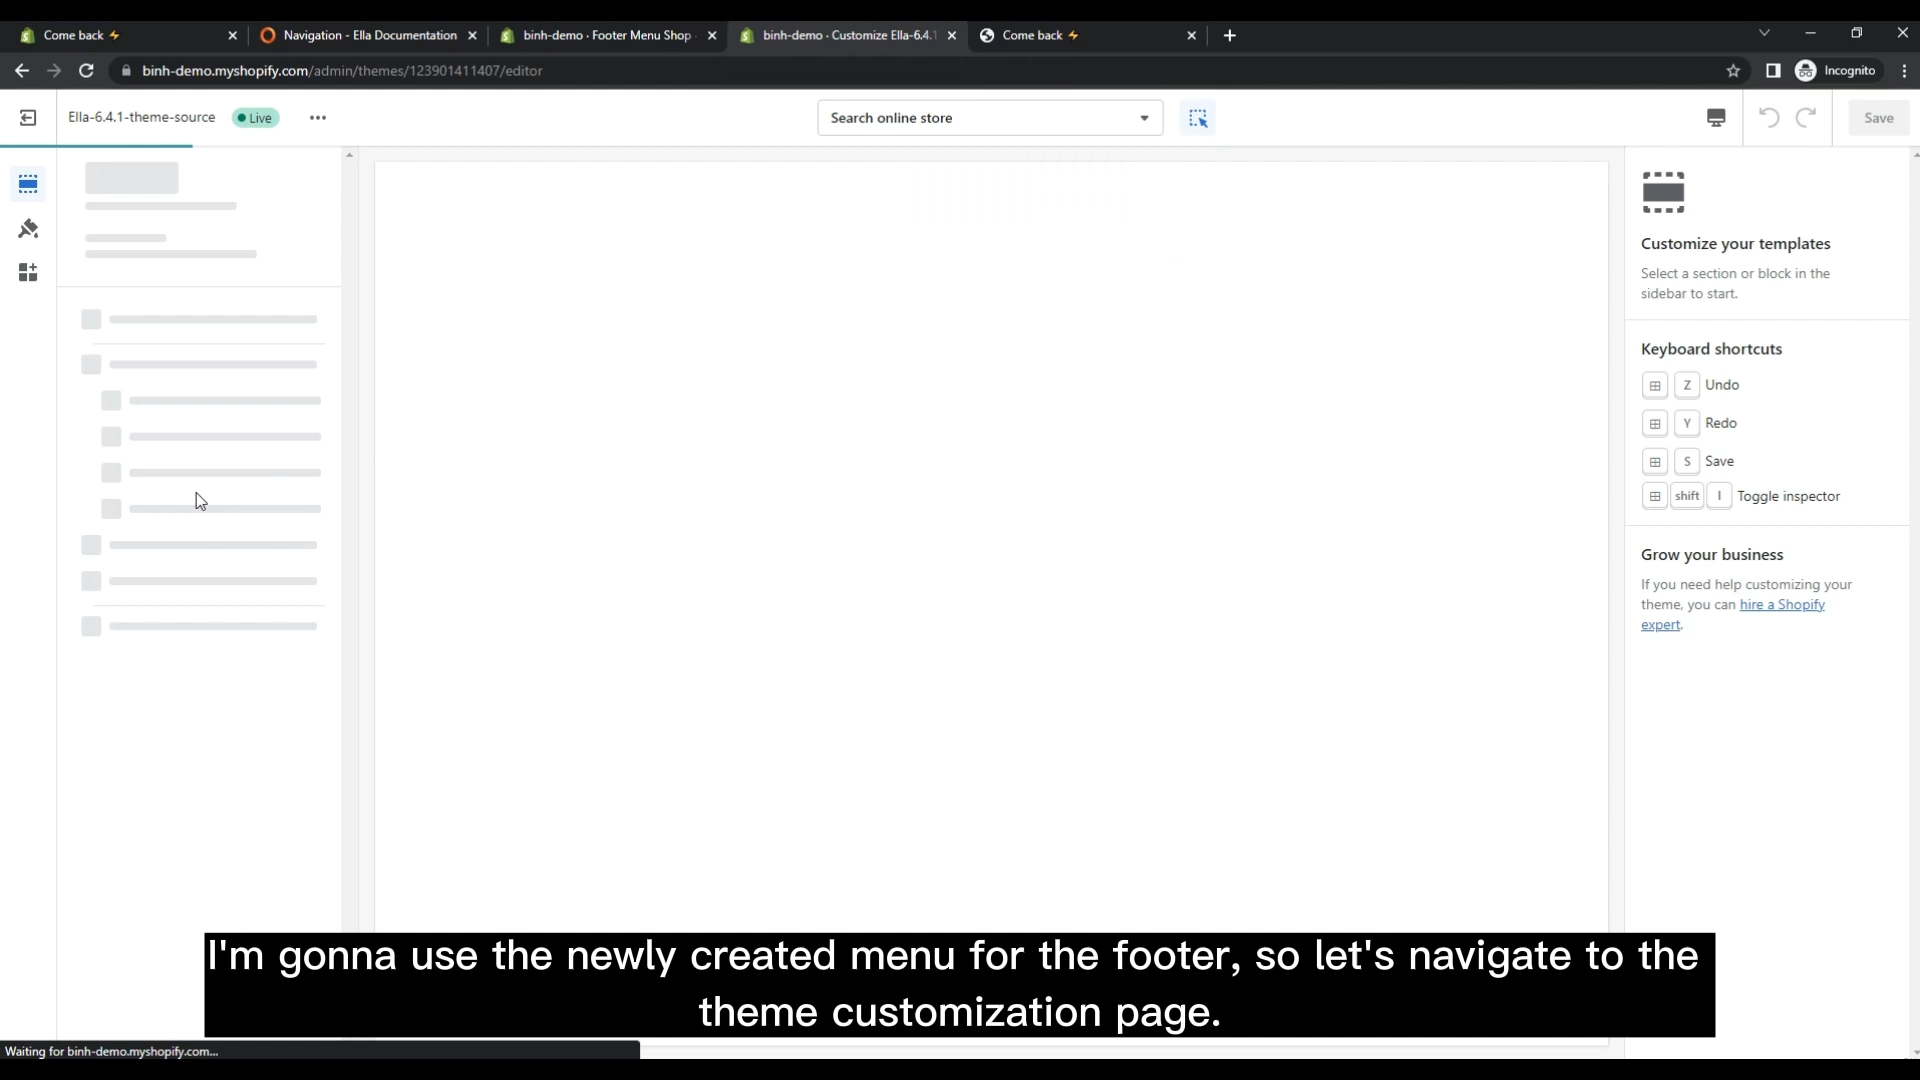 Come back⚡
Navigation - Ella Documentation
binh-demo · Footer Menu Shop
binh-demo · Customize Ella-6.4.1
Come back⚡
binh-demo.myshopify.com/admin/themes/123901411407/editor
Incognito
Ella-6.4.1-theme-source
Live
Search online store
Save
Customize your templates
Select a section or block in the
sidebar to start.
Keyboard shortcuts
Z Undo
Y Redo
S Save
shift I Toggle inspector
Grow your business
If you need help customizing your
theme, you can hire a Shopify
expert.
I'm gonna use the newly created menu for the footer, so let's navigate to the
theme customization page.
Waiting for binh-demo.myshopify.com...